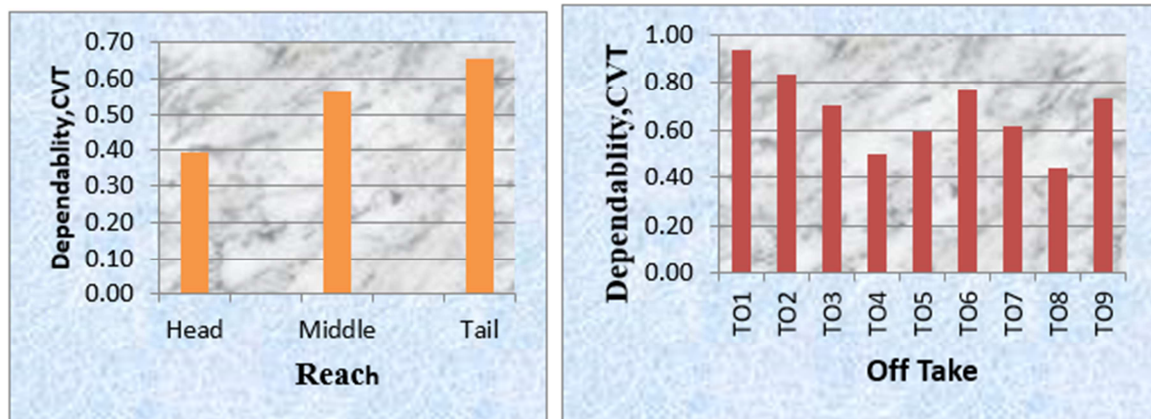 Dependablity,CVT
0.70
0.60
0.50
0.40
0.30
0.20
0.10
0.00
Head Middle Tail
Reach
Dependablity,CVT
1.00
0.80
0.60
0.40
0.20
0.00
TO1 TO2 TO3 TO4 TO5 TO6 TO7 TO8 TO9
Off Take